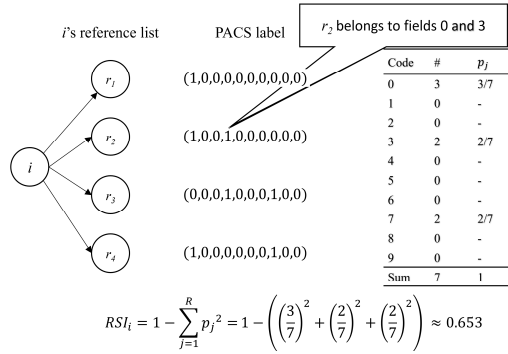 i's reference list
PACS label
r₂ belongs to fields 0 and 3
i
r₁ (1,0,0,0,0,0,0,0,0,0)
r₂ (1,0,0,1,0,0,0,0,0,0)
r₃ (0,0,0,1,0,0,0,1,0,0)
r₄ (1,0,0,0,0,0,0,1,0,0)
Code # pⱼ
0 3 3/7
1 0 -
2 0 -
3 2 2/7
4 0 -
5 0 -
6 0 -
7 2 2/7
8 0 -
9 0 -
Sum 7 1
RSIᵢ = 1 − ∑_{j=1}^{R} pⱼ² = 1 − ((3/7)² + (2/7)² + (2/7)²) ≈ 0.653